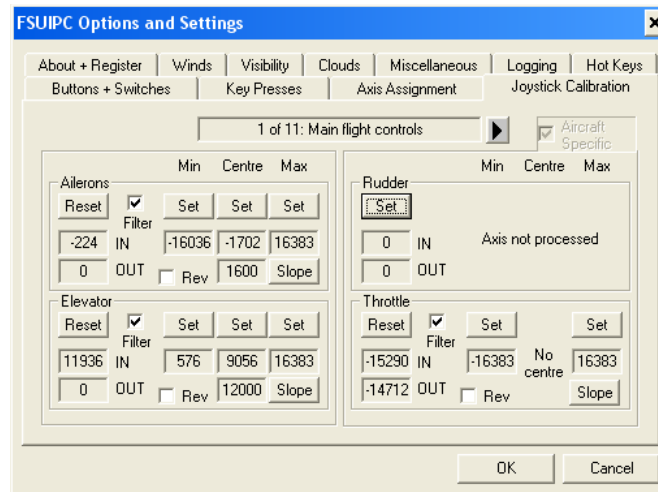 FSUIPC Options and Settings
About + Register Winds Visibility Clouds Miscellaneous Logging Hot Keys
Buttons + Switches Key Presses Axis Assignment Joystick Calibration
1 of 11: Main flight controls
Aircraft
Specific
Min Centre Max
Ailerons
Reset Filter Set Set Set
-224 IN -16036 -1702 16383
0 OUT Rev 1600 Slope
Elevator
Reset Filter Set Set Set
11936 IN 576 9056 16383
0 OUT Rev 12000 Slope
Min Centre Max
Rudder
Set
0 IN Axis not processed
0 OUT
Throttle
Reset Filter Set Set
-15290 IN -16383 No centre 16383
-14712 OUT Rev Slope
OK Cancel